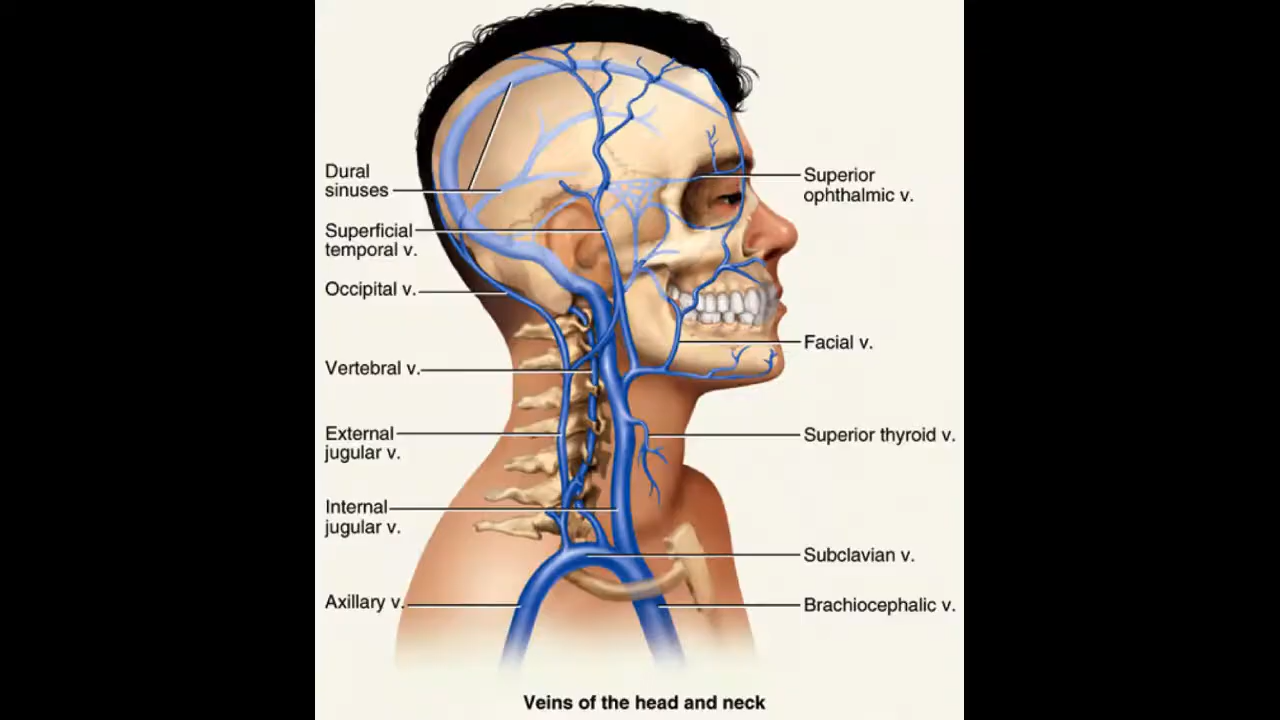 Dural
sinuses
Superficial
temporal v.
Occipital v.
Vertebral v.
External
jugular v.
Internal
jugular v.
Axillary v.
Superior
ophthalmic v.
Facial v.
Superior thyroid v.
Subclavian v.
Brachiocephalic v.
Veins of the head and neck